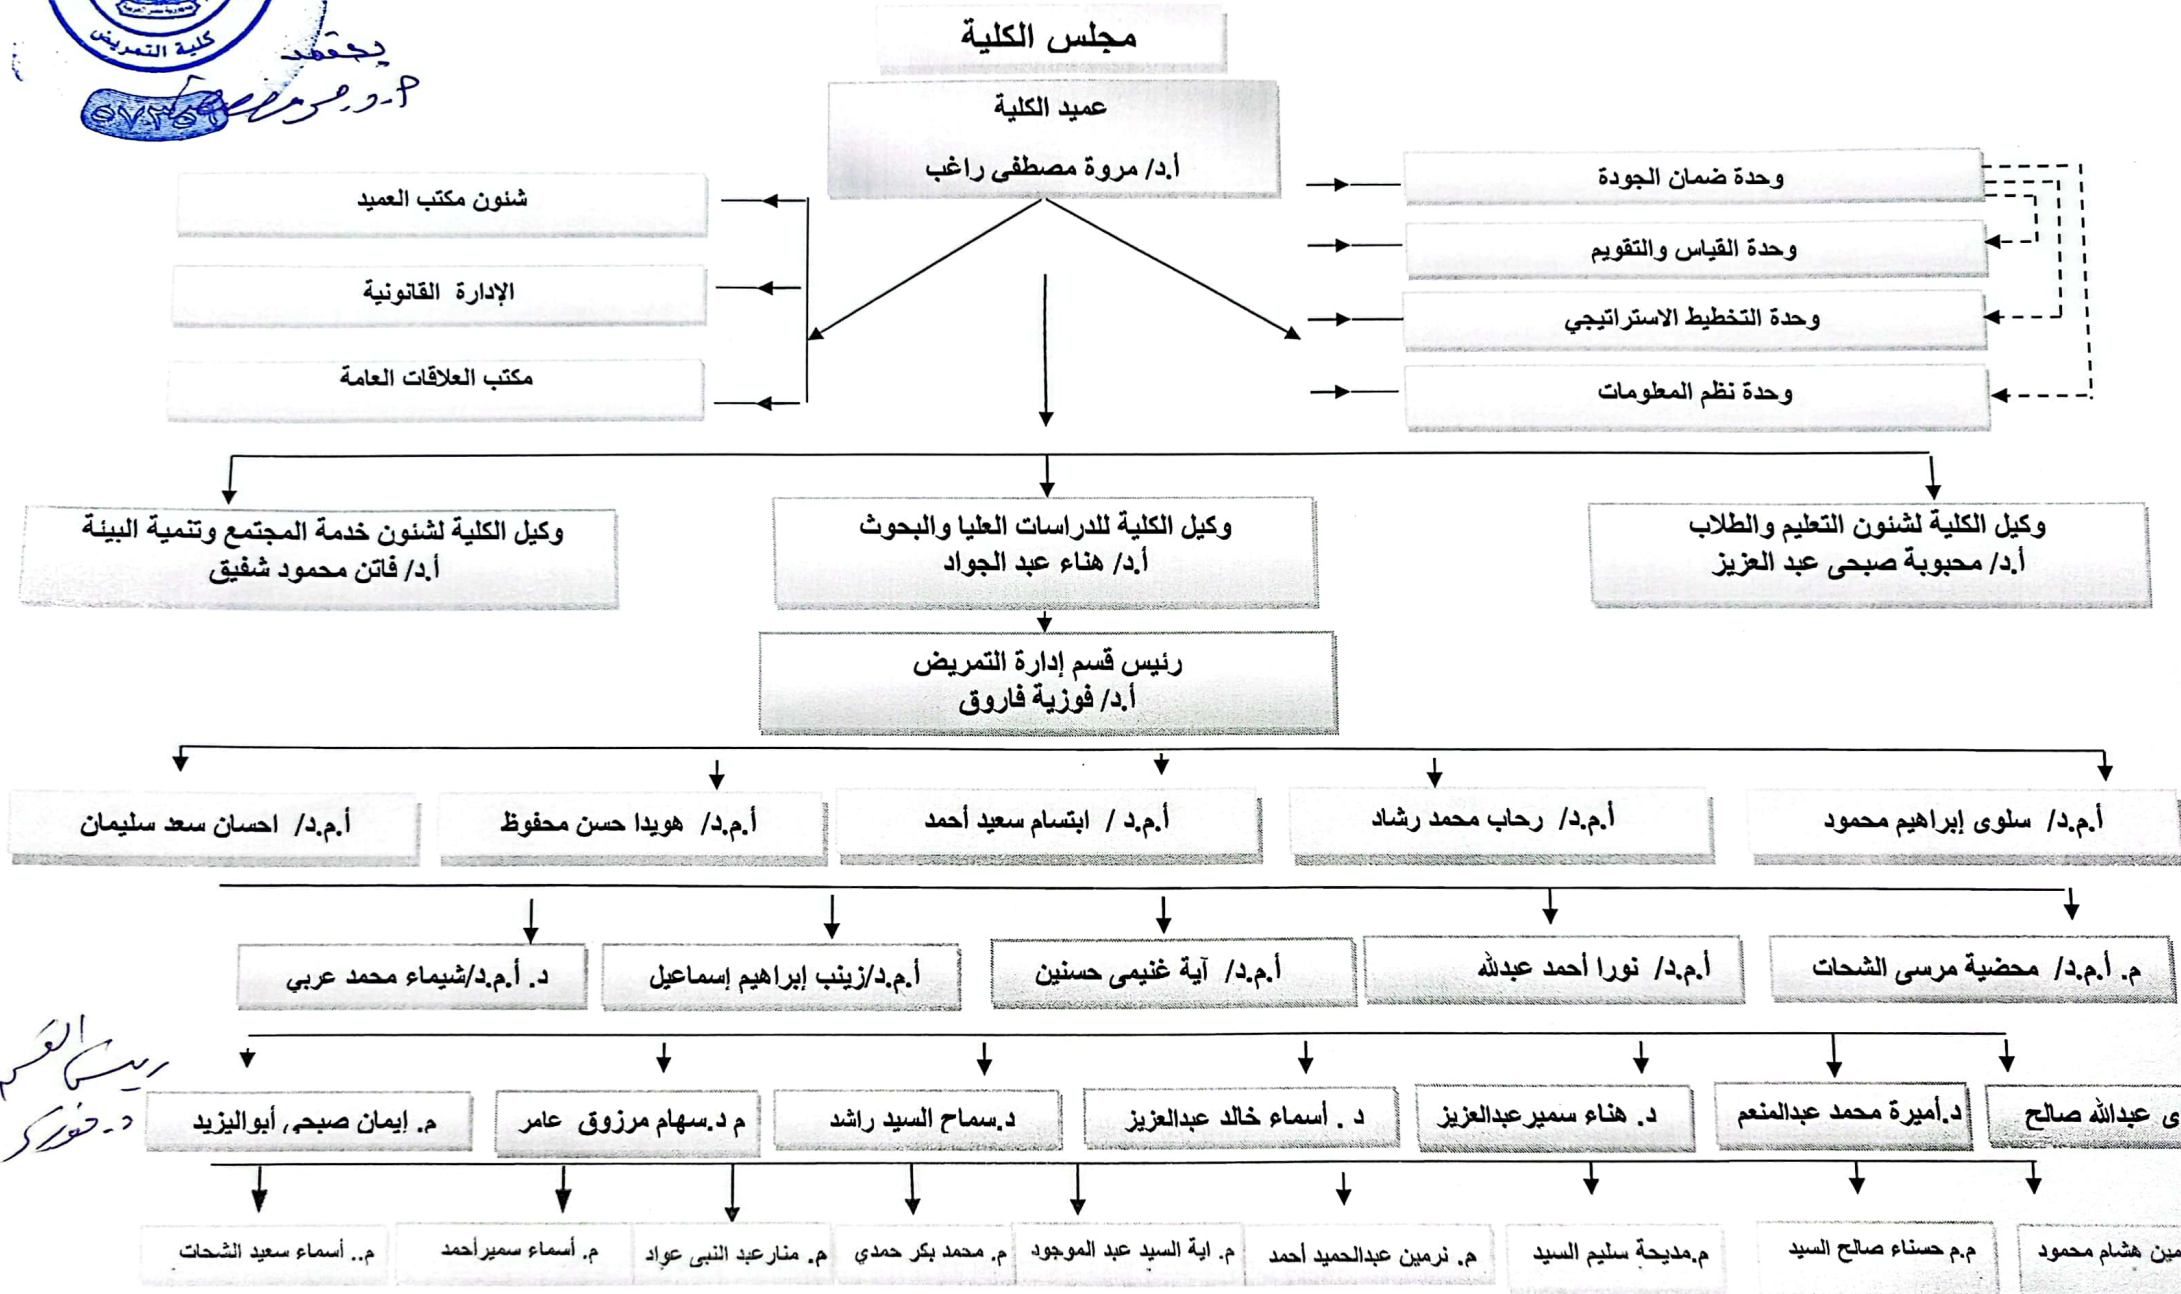 كلية التمريض
يعتمد
مجلس الكلية
عميد الكلية
أ.د/ مروة مصطفى راغب
وحدة ضمان الجودة
وحدة القياس والتقويم
وحدة التخطيط الاستراتيجي
وحدة نظم المعلومات
شئون مكتب العميد
الإدارة القانونية
مكتب العلاقات العامة
وكيل الكلية لشئون التعليم والطلاب
أ.د/ محبوبة صبحى عبد العزيز
وكيل الكلية للدراسات العليا والبحوث
أ.د/ هناء عبد الجواد
وكيل الكلية لشئون خدمة المجتمع وتنمية البيئة
أ.د/ فاتن محمود شفيق
رئيس قسم إدارة التمريض
أ.د/ فوزية فاروق
أ.م.د/ سلوى إبراهيم محمود
أ.م.د/ رحاب محمد رشاد
أ.م.د / ابتسام سعيد أحمد
أ.م.د/ هويدا حسن محفوظ
أ.م.د/ احسان سعد سليمان
م. أ.م.د/ محضية مرسى الشحات
أ.م.د/ نورا أحمد عبدالله
أ.م.د/ آية غنيمى حسنين
أ.م.د/زينب إبراهيم إسماعيل
د. أ.م.د/شيماء محمد عربي
ى عبدالله صالح
د.أميرة محمد عبدالمنعم
د. هناء سميرعبدالعزيز
د . أسماء خالد عبدالعزيز
د.سماح السيد راشد
م د.سهام مرزوق عامر
م. إيمان صبحى أبواليزيد
مين هشام محمود
م.م حسناء صالح السيد
م.مديحة سليم السيد
م. نرمين عبدالحميد أحمد
م. اية السيد عبد الموجود
م. محمد بكر حمدي
م. منارعبد النبى عواد
م. أسماء سميرأحمد
م.. أسماء سعيد الشحات